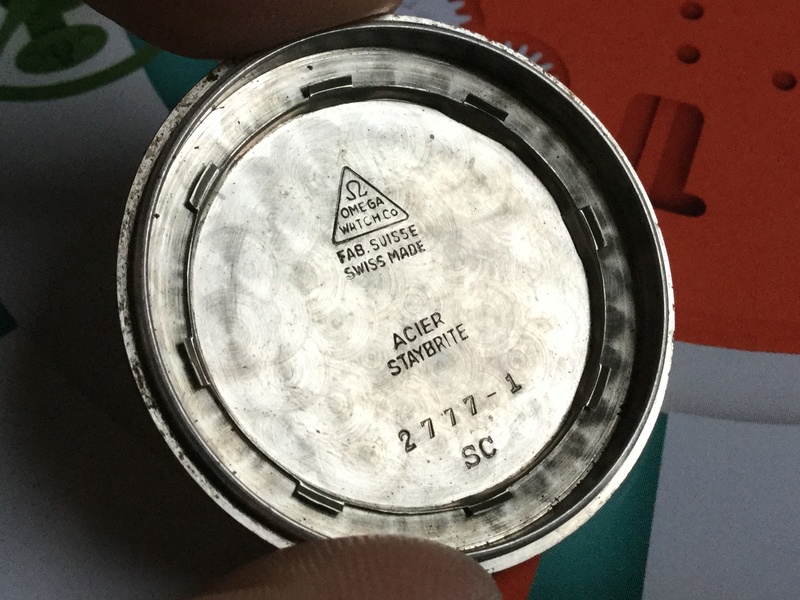 Ω
OMEGA
WATCH Co
FAB. SUISSE
SWISS MADE
ACIER
STAYBRITE
2777-1
SC